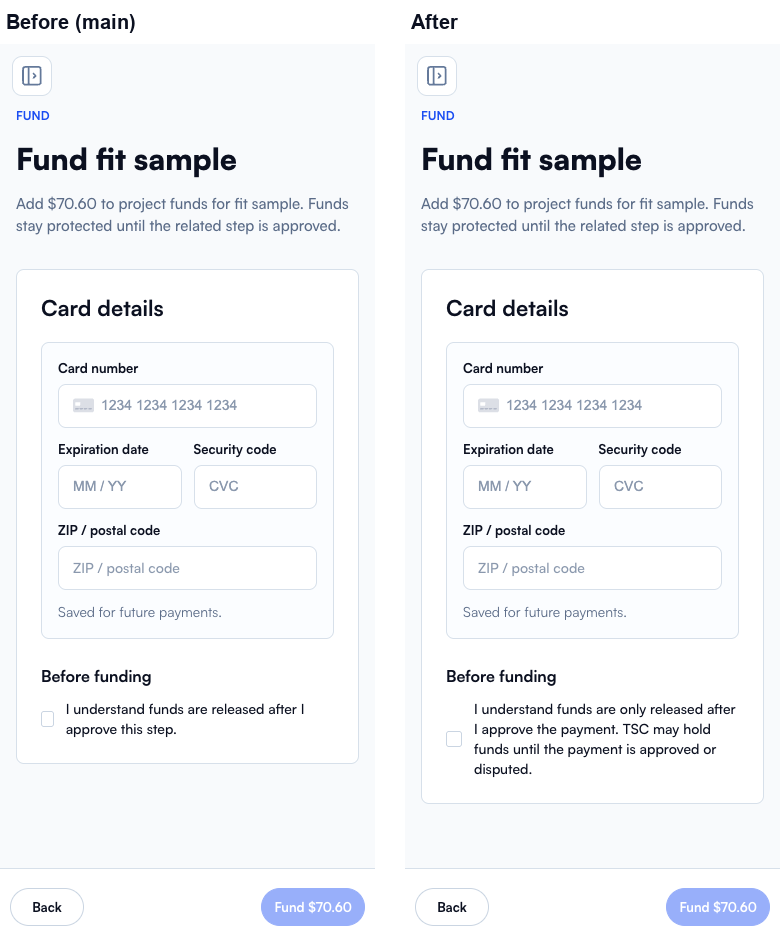 Before (main)
FUND
Fund fit sample
Add $70.60 to project funds for fit sample. Funds
stay protected until the related step is approved.
Card details
Card number
1234 1234 1234 1234
Expiration date
Security code
MM / YY
CVC
ZIP / postal code
ZIP / postal code
Saved for future payments.
Before funding
I understand funds are released after I
approve this step.
Back
Fund $70.60
After
FUND
Fund fit sample
Add $70.60 to project funds for fit sample. Funds
stay protected until the related step is approved.
Card details
Card number
1234 1234 1234 1234
Expiration date
Security code
MM / YY
CVC
ZIP / postal code
ZIP / postal code
Saved for future payments.
Before funding
I understand funds are only released after
I approve the payment. TSC may hold
funds until the payment is approved or
disputed.
Back
Fund $70.60